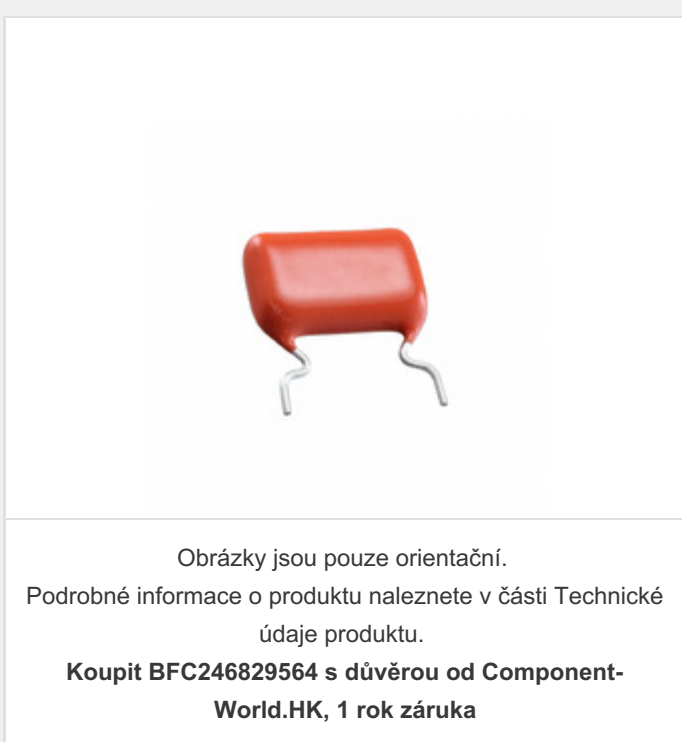 Obrázky jsou pouze orientační.
Podrobné informace o produktu naleznete v části Technické
údaje produktu.
Koupit BFC246829564 s důvěrou od Component-
World.HK, 1 rok záruka